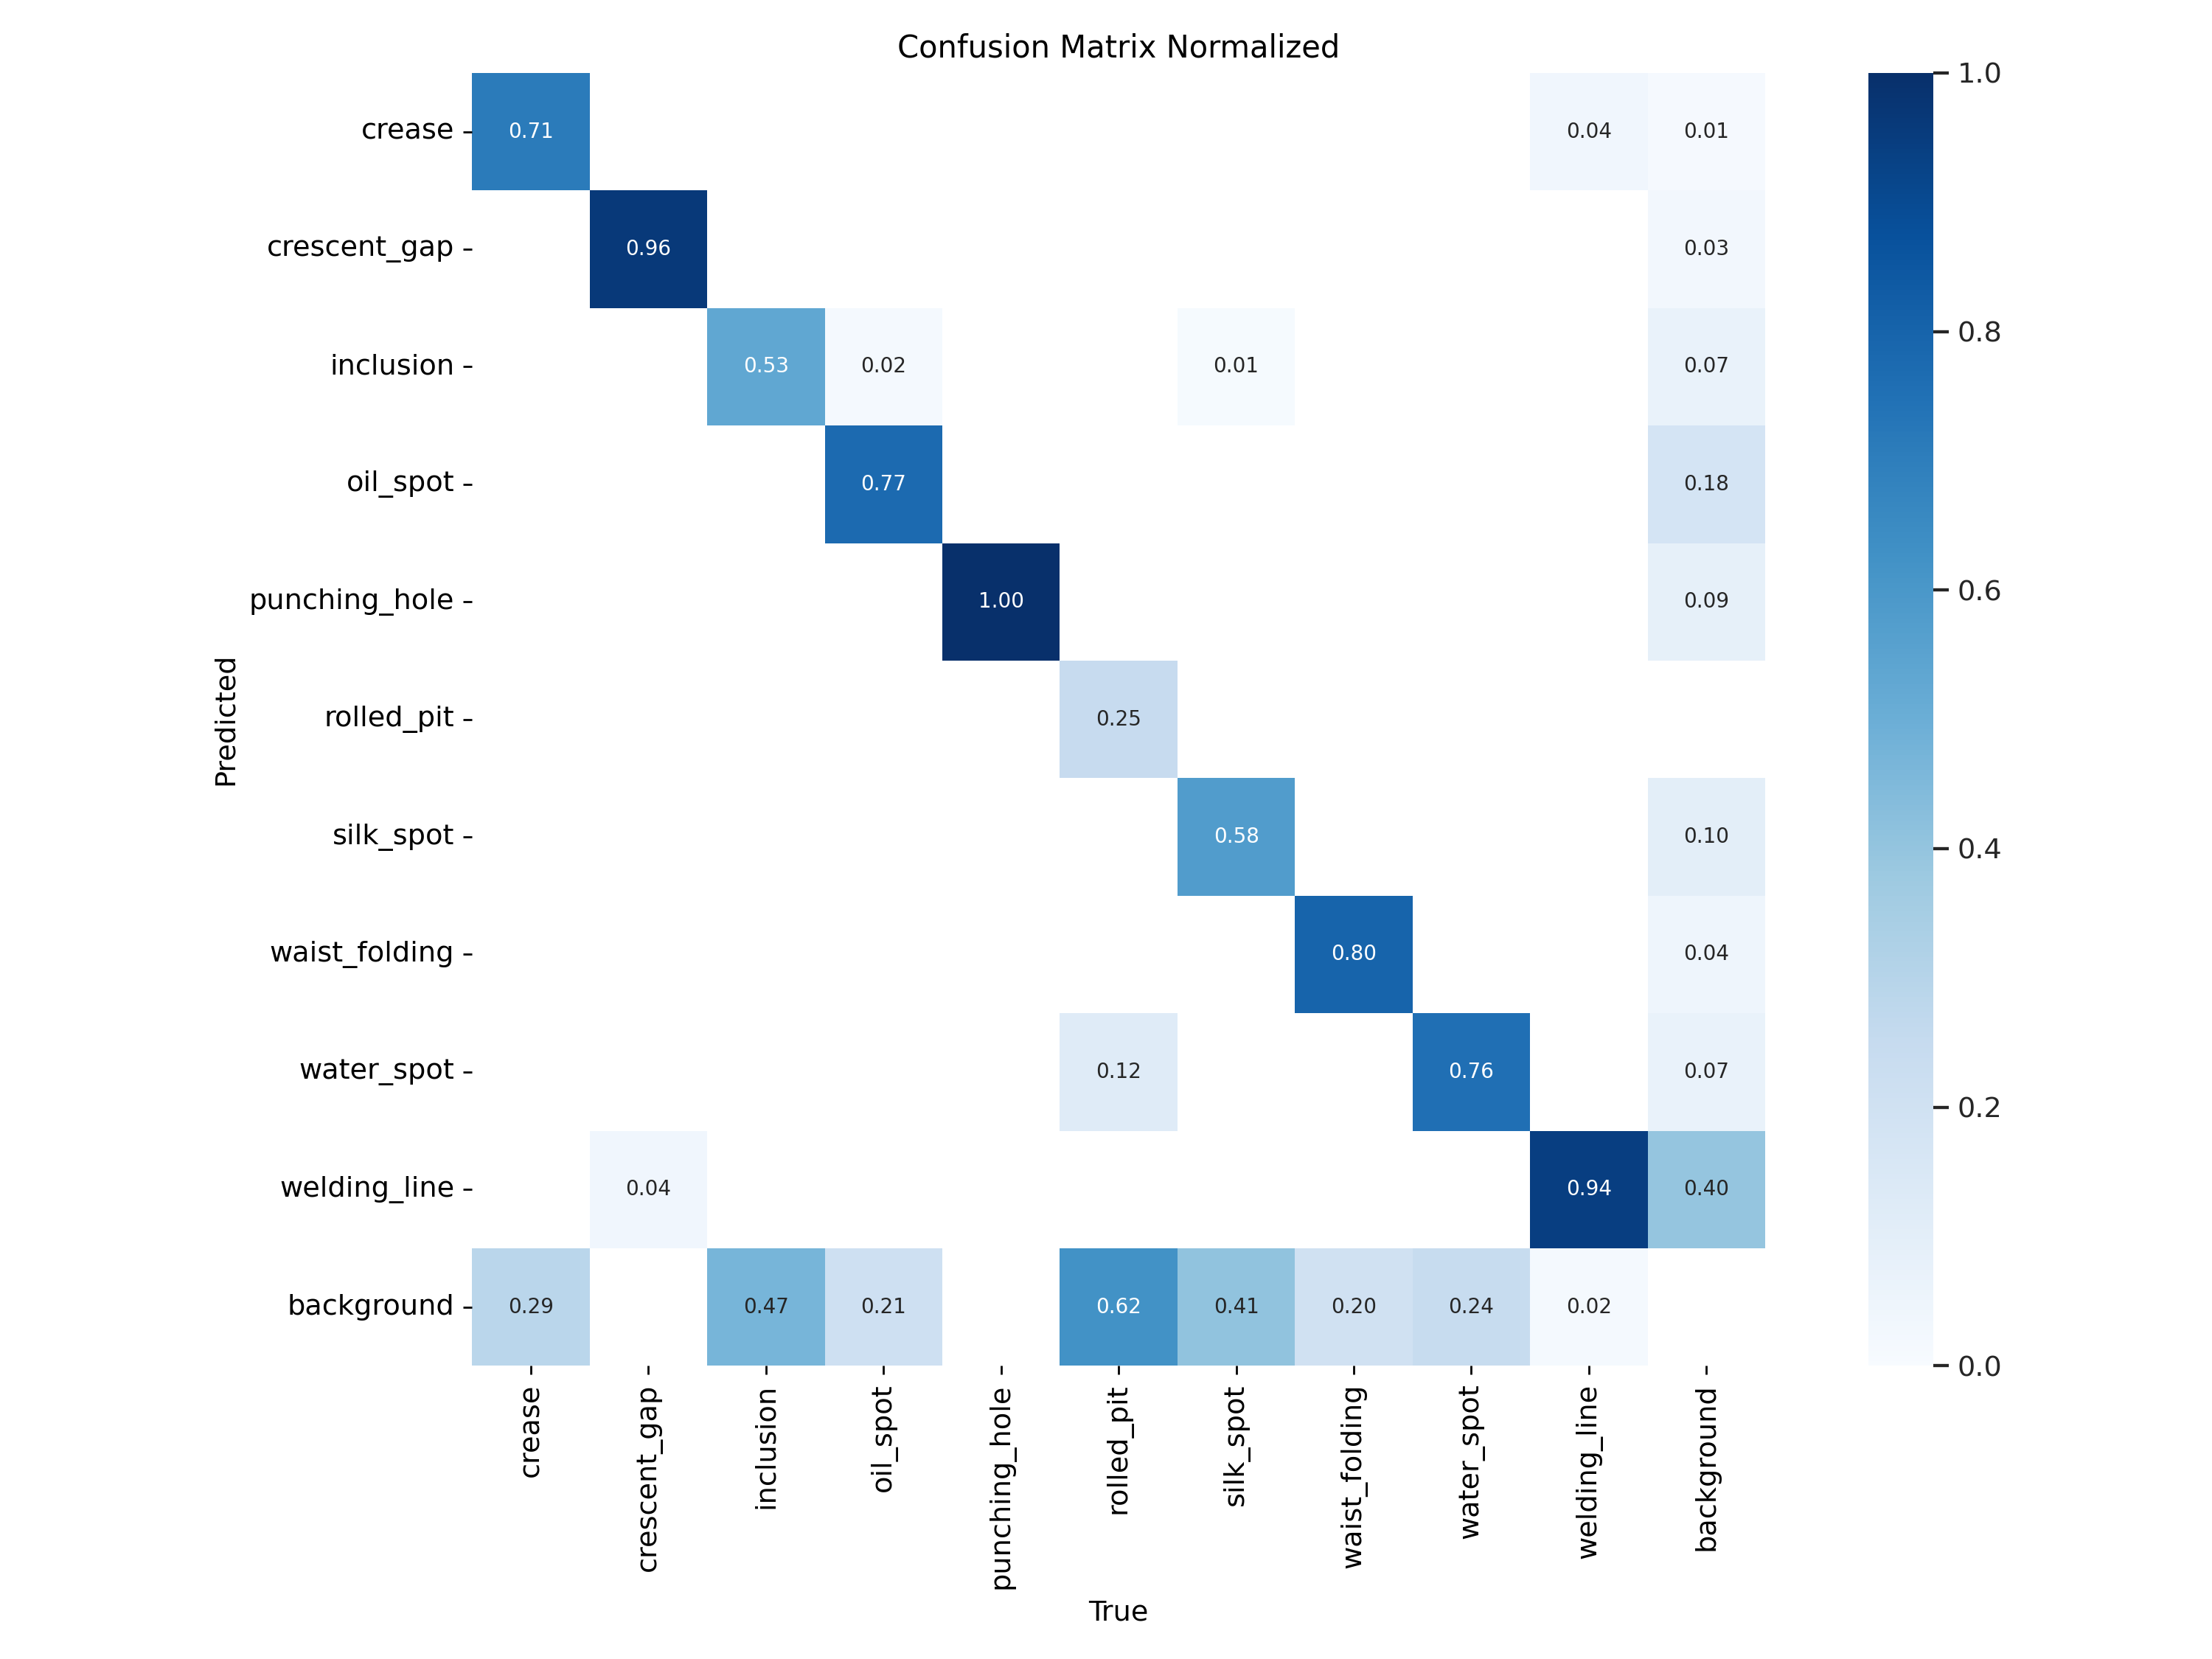 Confusion Matrix Normalized
crease 0.71 0.04 0.01
crescent_gap 0.96 0.03
inclusion 0.53 0.02 0.01 0.07
oil_spot 0.77 0.18
punching_hole 1.00 0.09
rolled_pit 0.25
silk_spot 0.58 0.10
waist_folding 0.80 0.04
water_spot 0.12 0.76 0.07
welding_line 0.04 0.94 0.40
background 0.29 0.47 0.21 0.62 0.41 0.20 0.24 0.02
Predicted
crease
crescent_gap
inclusion
oil_spot
punching_hole
rolled_pit
silk_spot
waist_folding
water_spot
welding_line
background
True
1.0
0.8
0.6
0.4
0.2
0.0